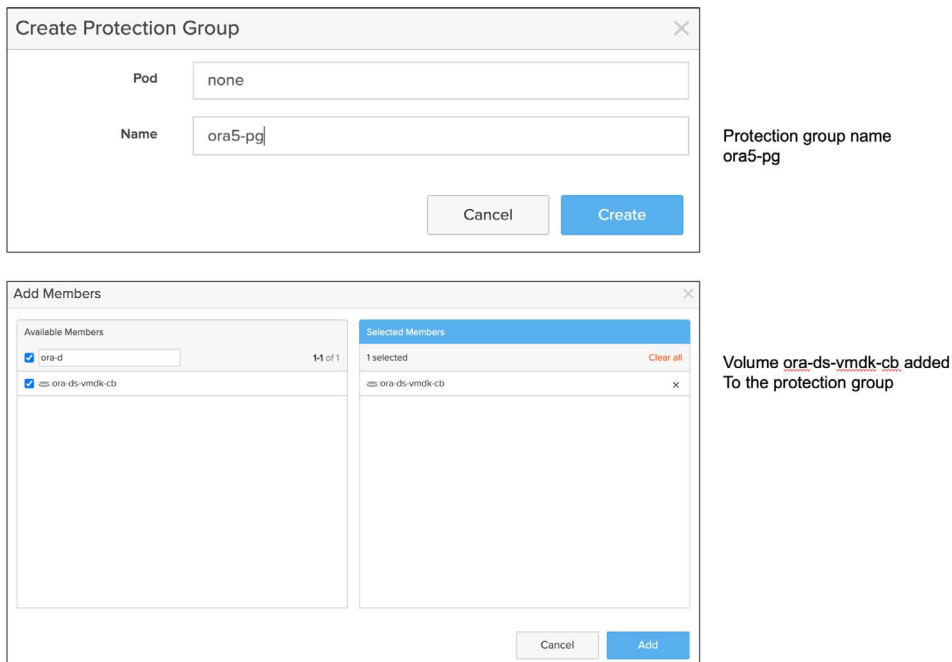 Create Protection Group
Pod
none
Name
ora5-pg
Protection group name
ora5-pg
Cancel
Create
Add Members
Available Members
Selected Members
ora-d
1-1 of 1
1 selected
Clear all
ora-ds-vmdk-cb
ora-ds-vmdk-cb
Volume ora-ds-vmdk-cb added
To the protection group
Cancel
Add